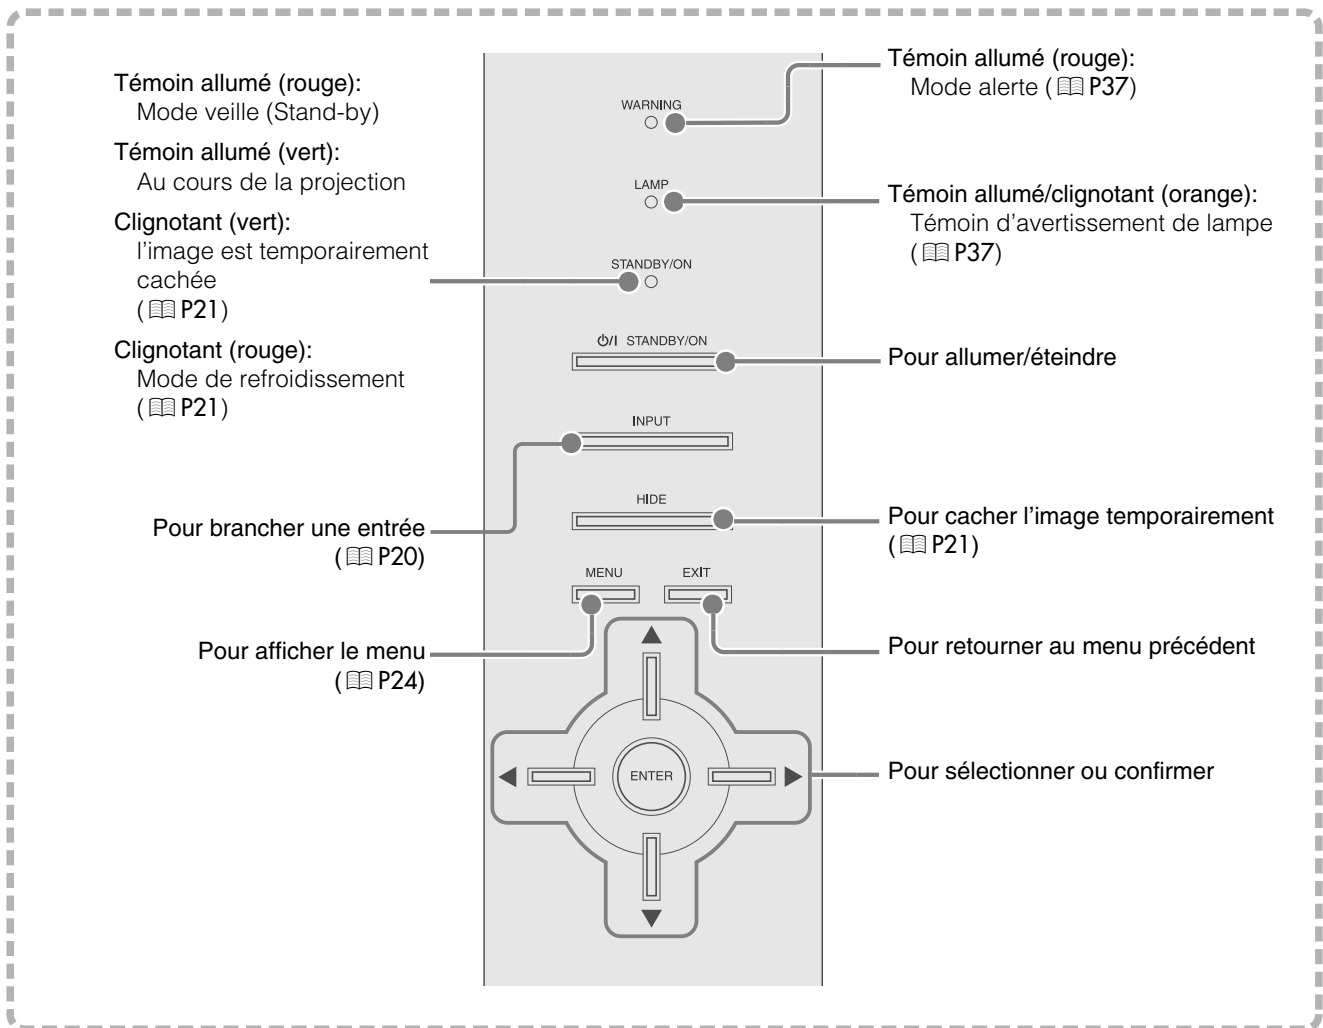 Témoin allumé (rouge):
Mode veille (Stand-by)
Témoin allumé (vert):
Au cours de la projection
Clignotant (vert):
l'image est temporairement
cachée
( P21)
Clignotant (rouge):
Mode de refroidissement
( P21)
Pour brancher une entrée
( P20)
Pour afficher le menu
( P24)
WARNING
LAMP
STANDBY/ON
⏻/I STANDBY/ON
INPUT
HIDE
MENU
EXIT
ENTER
Témoin allumé (rouge):
Mode alerte ( P37)
Témoin allumé/clignotant (orange):
Témoin d'avertissement de lampe
( P37)
Pour allumer/éteindre
Pour cacher l'image temporairement
( P21)
Pour retourner au menu précédent
Pour sélectionner ou confirmer